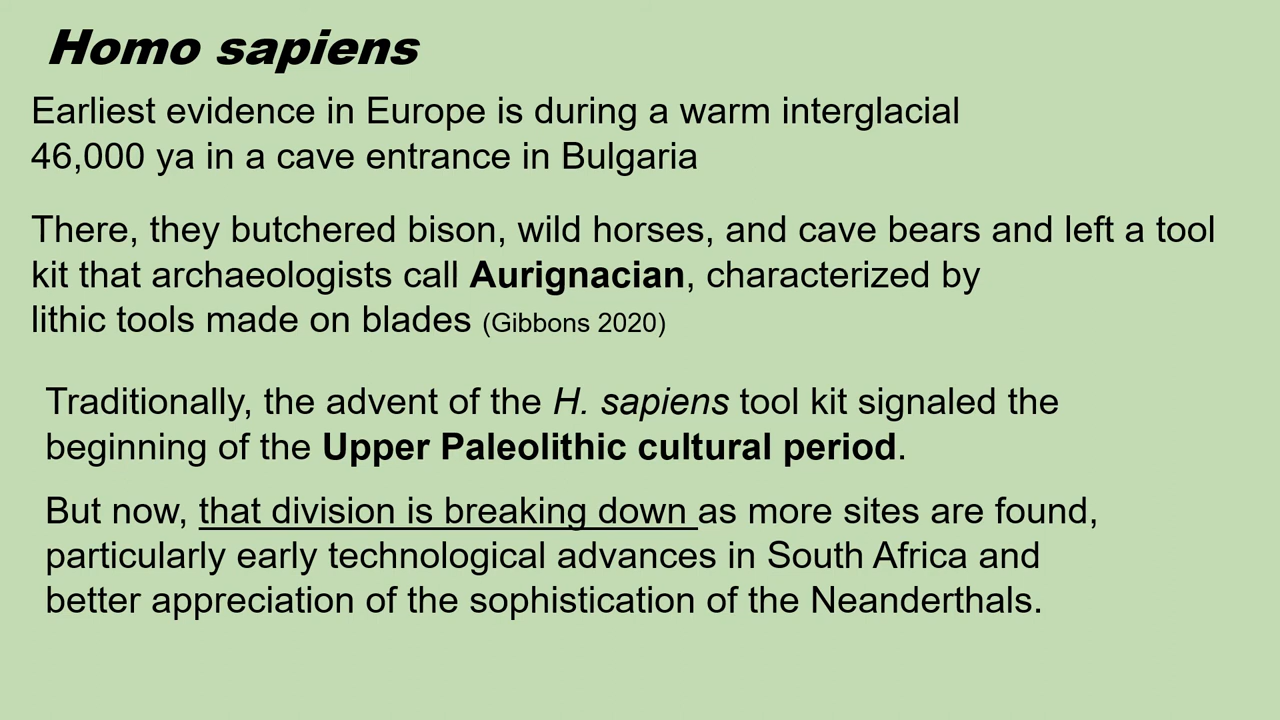 Homo sapiens
Earliest evidence in Europe is during a warm interglacial
46,000 ya in a cave entrance in Bulgaria
There, they butchered bison, wild horses, and cave bears and left a tool
kit that archaeologists call Aurignacian, characterized by
lithic tools made on blades (Gibbons 2020)
Traditionally, the advent of the H. sapiens tool kit signaled the
beginning of the Upper Paleolithic cultural period.
But now, that division is breaking down as more sites are found,
particularly early technological advances in South Africa and
better appreciation of the sophistication of the Neanderthals.